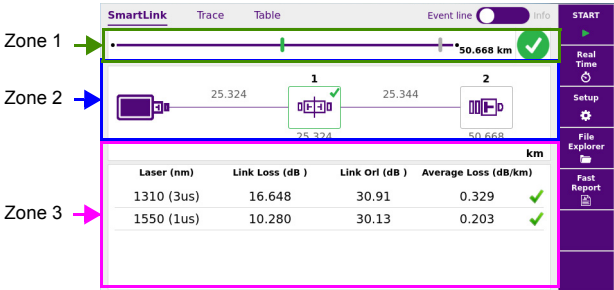 SmartLink Trace Table Event line Info
Zone 1
50.668 km
Zone 2
25.324 1 25.344 2
25.324 50.668
km
Zone 3
Laser (nm) Link Loss (dB ) Link Orl (dB ) Average Loss (dB/km)
1310 (3us) 16.648 30.91 0.329
1550 (1us) 10.280 30.13 0.203
START
Real
Time
Setup
File
Explorer
Fast
Report